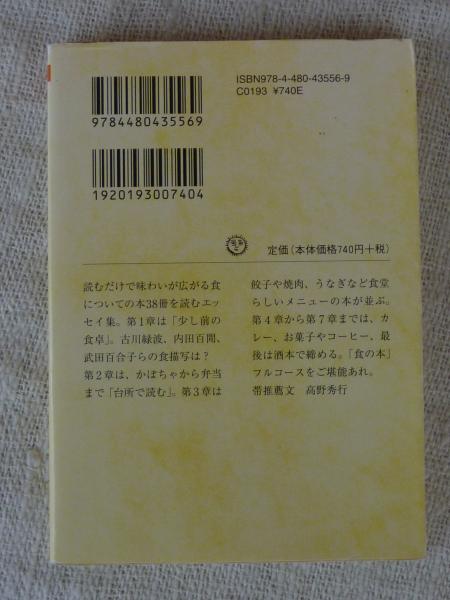 ISBN978-4-480-43556-9
C0193 ¥740E
9784480435569
1920193007404
定価(本体価格740円+税)
読むだけで味わいが広がる食
についての本38冊を読むエッ
セイ集。第1章は「少し前の
食卓」。古川緑波、内田百閒、
武田百合子らの食描写は?
第2章は、かぼちゃから弁当
まで「台所で読む」。第3章は
餃子や焼肉、うなぎなど食堂
らしいメニューの本が並ぶ。
第4章から第7章までは、カ
レー、お菓子やコーヒー、最
後は酒本で締める。「食の本」
フルコースをご堪能あれ。
帯推薦文 高野秀行